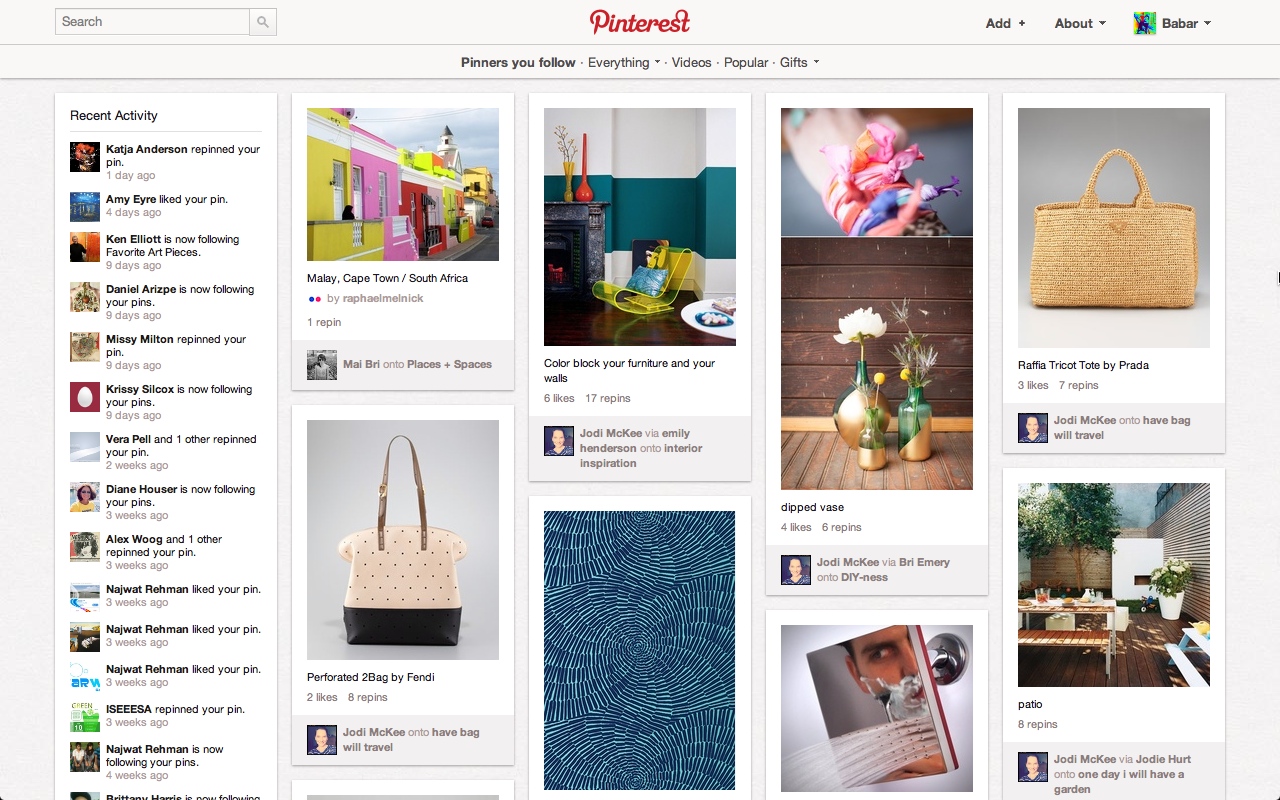 Search
Pinterest
Add +
About
Babar
Pinners you follow · Everything · Videos · Popular · Gifts
Recent Activity
Katja Anderson repinned your
pin.
1 day ago
Amy Eyre liked your pin.
4 days ago
Ken Elliott is now following
Favorite Art Pieces.
9 days ago
Daniel Arizpe is now following
your pins.
9 days ago
Missy Milton repinned your
pin.
9 days ago
Krissy Silcox is now following
your pins.
9 days ago
Vera Pell and 1 other repinned
your pin.
2 weeks ago
Diane Houser is now following
your pins.
3 weeks ago
Alex Woog and 1 other
repinned your pin.
3 weeks ago
Najwat Rehman liked your pin.
3 weeks ago
Najwat Rehman liked your pin.
3 weeks ago
Najwat Rehman liked your pin.
3 weeks ago
ISEEESA repinned your pin.
3 weeks ago
Najwat Rehman is now
following your pins.
4 weeks ago
Brittany Harris is now following
Malay, Cape Town / South Africa
by raphaelmelnick
1 repin
Mai Bri onto Places + Spaces
Perforated 2Bag by Fendi
2 likes 8 repins
Jodi McKee onto have bag
will travel
Color block your furniture and your
walls
6 likes 17 repins
Jodi McKee via emily
henderson onto interior
inspiration
dipped vase
4 likes 6 repins
Jodi McKee via Bri Emery
onto DIY-ness
Raffia Tricot Tote by Prada
3 likes 7 repins
Jodi McKee onto have bag
will travel
patio
8 repins
Jodi McKee via Jodie Hurt
onto one day i will have a
garden